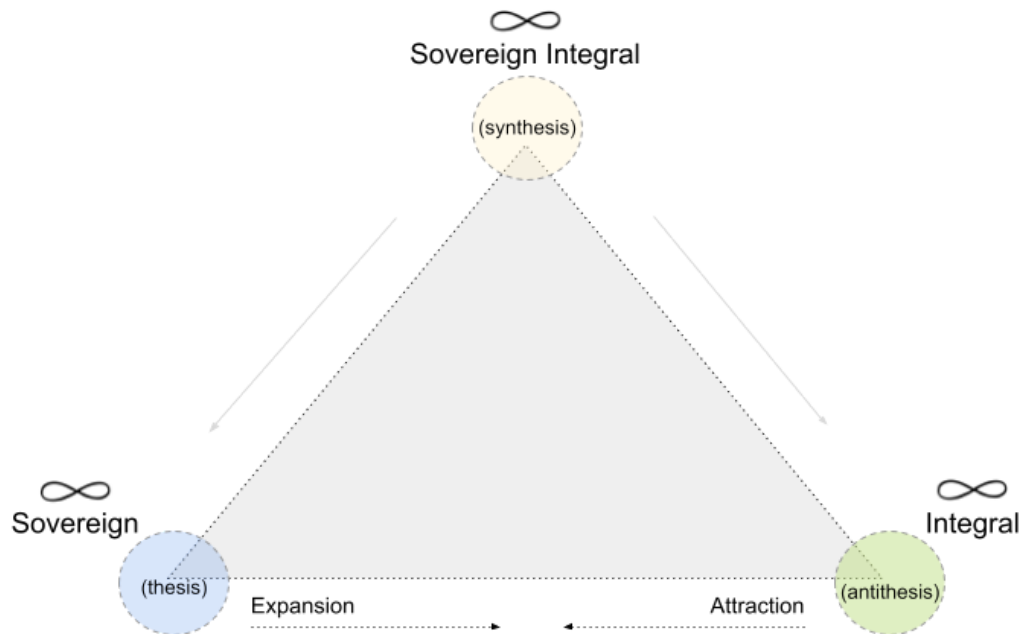 ∞
Sovereign Integral
(synthesis)
∞
Sovereign
(thesis)
∞
Integral
(antithesis)
Expansion
Attraction